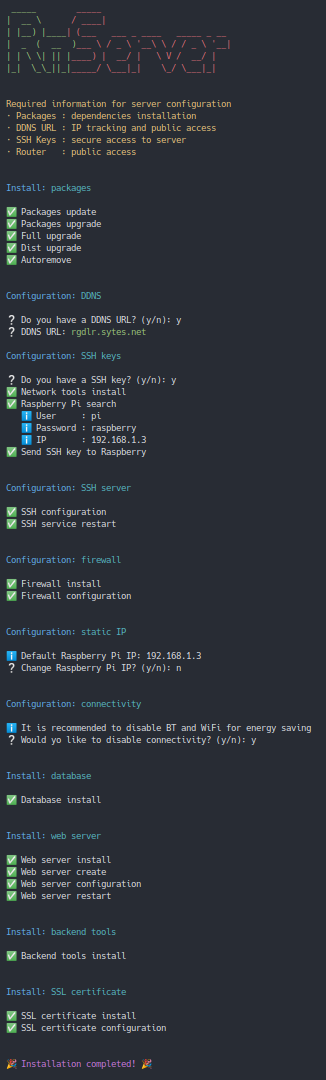 Required information for server configuration
· Packages : dependencies installation
· DDNS URL : IP tracking and public access
· SSH Keys : secure access to server
· Router   : public access
Install: packages
✅ Packages update
✅ Packages upgrade
✅ Full upgrade
✅ Dist upgrade
✅ Autoremove
Configuration: DDNS
❔ Do you have a DDNS URL? (y/n): y
❔ DDNS URL: rgdlr.sytes.net
Configuration: SSH keys
❔ Do you have a SSH key? (y/n): y
✅ Network tools install
✅ Raspberry Pi search
ℹ️ User     : pi
ℹ️ Password : raspberry
ℹ️ IP       : 192.168.1.3
✅ Send SSH key to Raspberry
Configuration: SSH server
✅ SSH configuration
✅ SSH service restart
Configuration: firewall
✅ Firewall install
✅ Firewall configuration
Configuration: static IP
ℹ️ Default Raspberry Pi IP: 192.168.1.3
❔ Change Raspberry Pi IP? (y/n): n
Configuration: connectivity
ℹ️ It is recommended to disable BT and WiFi for energy saving
❔ Would yo like to disable connectivity? (y/n): y
Install: database
✅ Database install
Install: web server
✅ Web server install
✅ Web server create
✅ Web server configuration
✅ Web server restart
Install: backend tools
✅ Backend tools install
Install: SSL certificate
✅ SSL certificate install
✅ SSL certificate configuration
🎉 Installation completed! 🎉